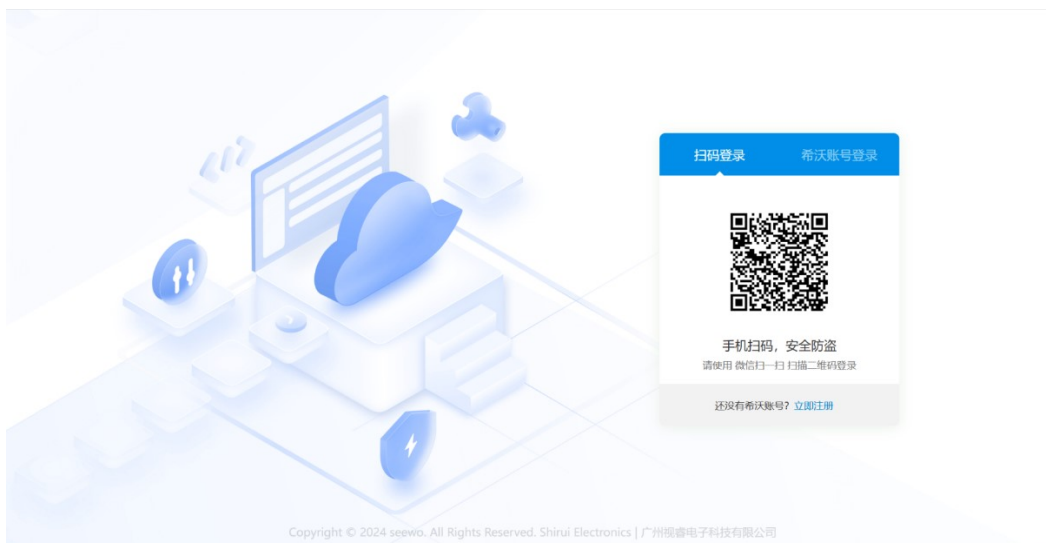 扫码登录
希沃账号登录
手机扫码，安全防盗
请使用 微信扫一扫 扫描二维码登录
还没有希沃账号？立即注册
Copyright © 2024 seewo. All Rights Reserved. Shirui Electronics | 广州视睿电子科技有限公司